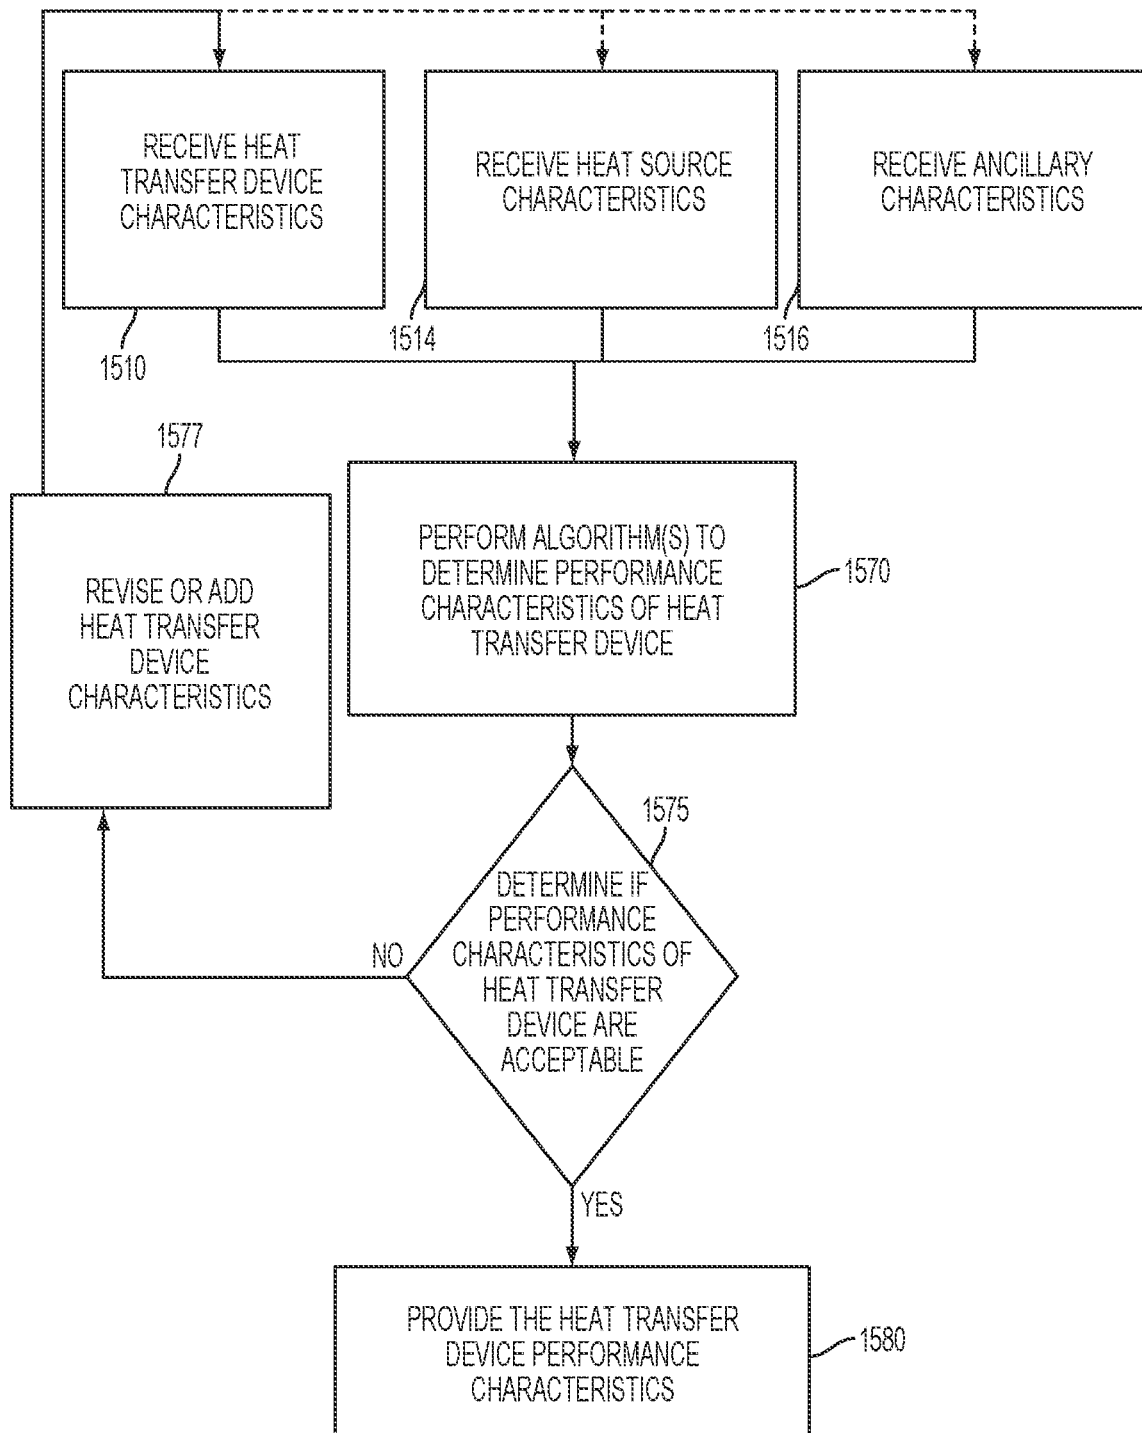 RECEIVE HEAT
TRANSFER DEVICE
CHARACTERISTICS
RECEIVE HEAT SOURCE
CHARACTERISTICS
RECEIVE ANCILLARY
CHARACTERISTICS
1510
1514
1516
1577
REVISE OR ADD
HEAT TRANSFER
DEVICE
CHARACTERISTICS
PERFORM ALGORITHM(S) TO
DETERMINE PERFORMANCE
CHARACTERISTICS OF HEAT
TRANSFER DEVICE
1570
1575
DETERMINE IF
PERFORMANCE
CHARACTERISTICS OF
HEAT TRANSFER
DEVICE ARE
ACCEPTABLE
NO
YES
PROVIDE THE HEAT TRANSFER
DEVICE PERFORMANCE
CHARACTERISTICS
1580